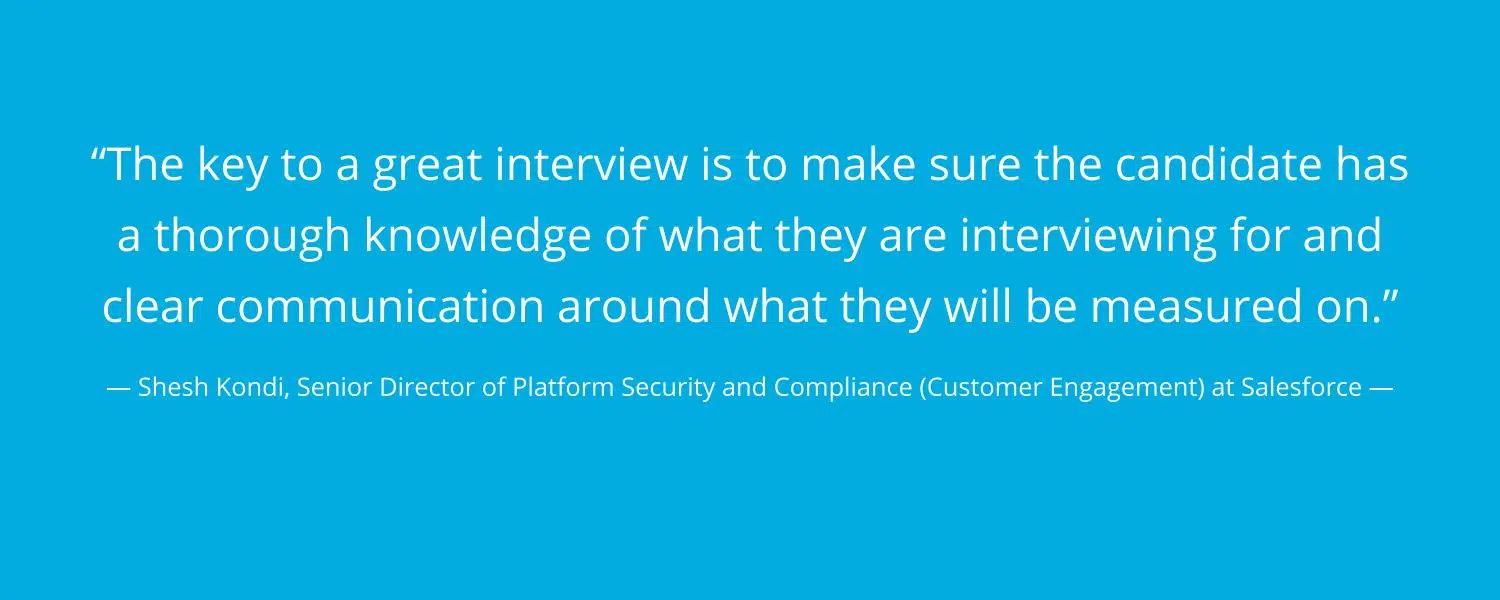 “The key to a great interview is to make sure the candidate has
a thorough knowledge of what they are interviewing for and
clear communication around what they will be measured on.”
— Shesh Kondi, Senior Director of Platform Security and Compliance (Customer Engagement) at Salesforce —